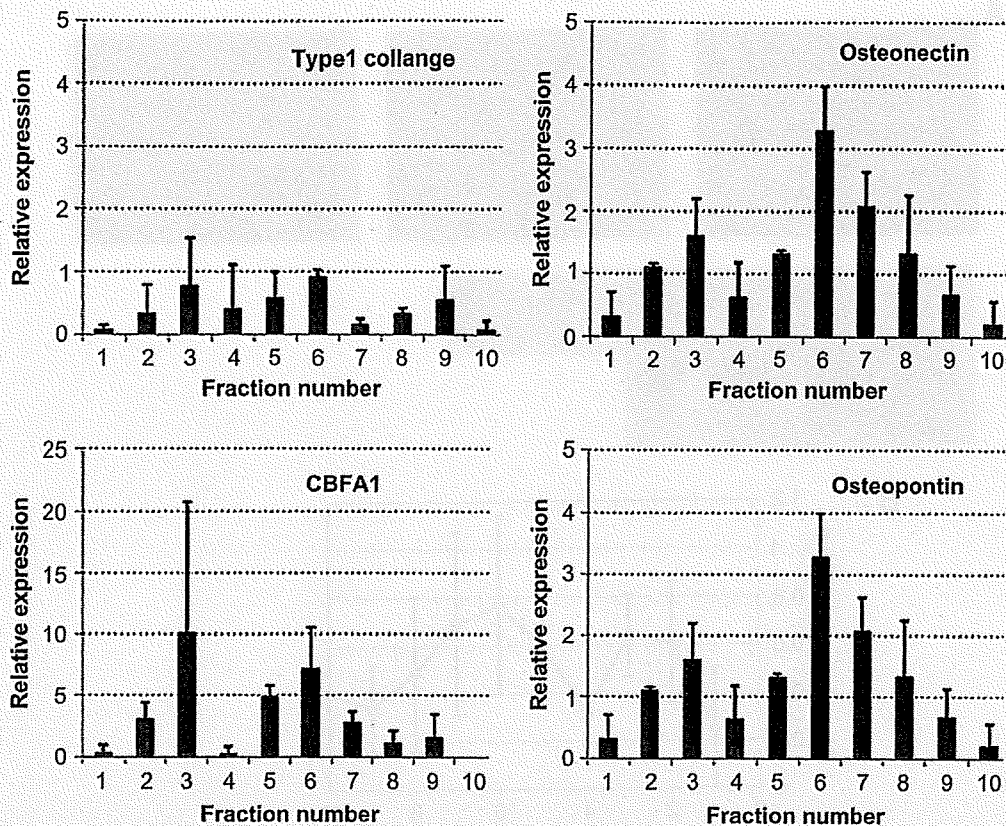 Type1 collange
Relative expression
5
4
3
2
1
0
1 2 3 4 5 6 7 8 9 10
Fraction number
Osteonectin
Relative expression
5
4
3
2
1
0
1 2 3 4 5 6 7 8 9 10
Fraction number
CBFA1
Relative expression
25
20
15
10
5
0
1 2 3 4 5 6 7 8 9 10
Fraction number
Osteopontin
Relative expression
5
4
3
2
1
0
1 2 3 4 5 6 7 8 9 10
Fraction number